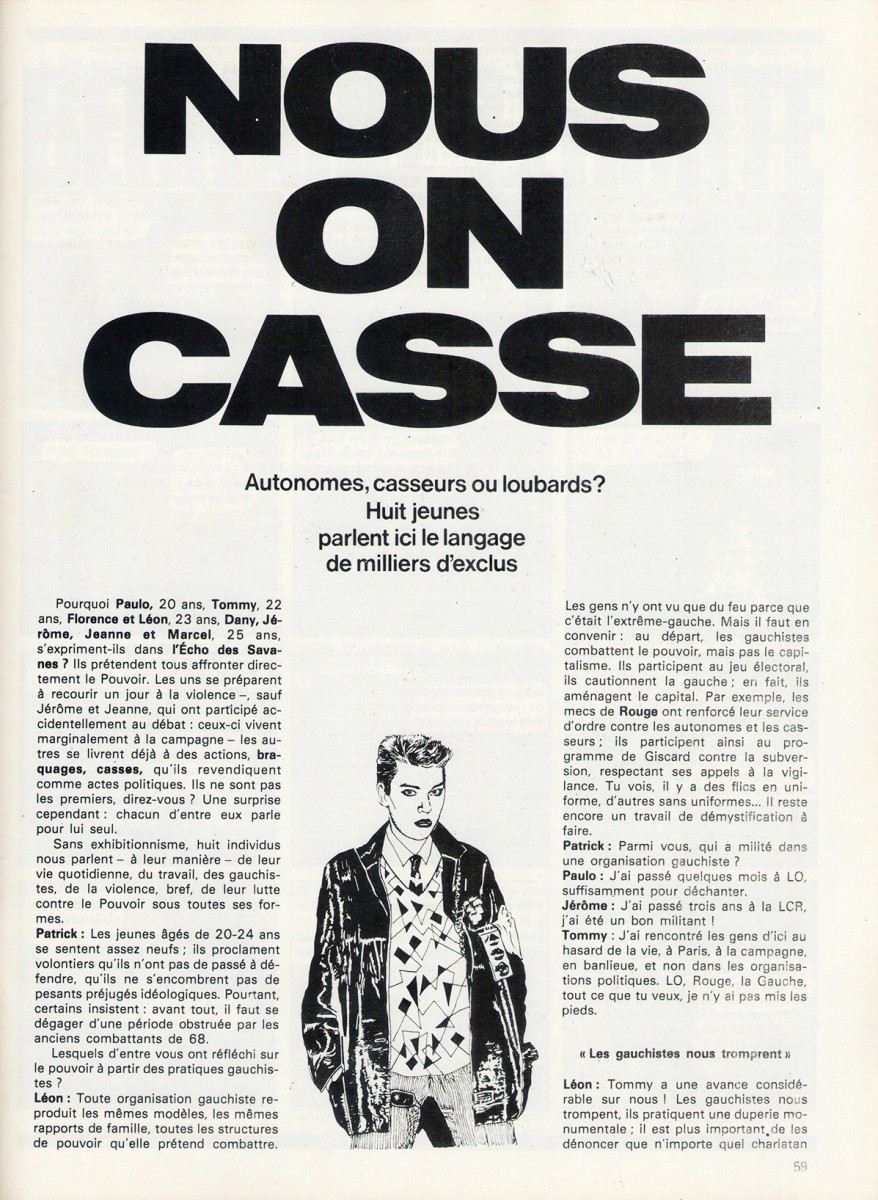 NOUS
ON
CASSE
Autonomes, casseurs ou loubards?
Huit jeunes
parlent ici le langage
de milliers d'exclus
Pourquoi Paulo, 20 ans, Tommy, 22
ans, Florence et Léon, 23 ans, Dany, Jé-
rôme, Jeanne et Marcel, 25 ans,
s'expriment-ils dans l'Écho des Sava-
nes ? Ils prétendent tous affronter direc-
tement le Pouvoir. Les uns se préparent
à recourir un jour à la violence –, sauf
Jérôme et Jeanne, qui ont participé ac-
cidentellement au débat : ceux-ci vivent
marginalement à la campagne – les au-
tres se livrent déjà à des actions, bra-
quages, casses, qu'ils revendiquent
comme actes politiques. Ils ne sont pas
les premiers, direz-vous ? Une surprise
cependant : chacun d'entre eux parle
pour lui seul.
Sans exhibitionnisme, huit individus
nous parlent – à leur manière – de leur
vie quotidienne, du travail, des gauchis-
tes, de la violence, bref, de leur lutte
contre le Pouvoir sous toutes ses for-
mes.
Patrick : Les jeunes âgés de 20-24 ans
se sentent assez neufs ; ils proclament
volontiers qu'ils n'ont pas de passé à dé-
fendre, qu'ils ne s'encombrent pas de
pesants préjugés idéologiques. Pourtant,
certains insistent : avant tout, il faut se
dégager d'une période obstruée par les
anciens combattants de 68.
Lesquels d'entre vous ont réfléchi sur
le pouvoir à partir des pratiques gauchis-
tes ?
Léon : Toute organisation gauchiste re-
produit les mêmes modèles, les mêmes
rapports de famille, toutes les structures
de pouvoir qu'elle prétend combattre.
Les gens n'y ont vu que du feu parce que
c'était l'extrême-gauche. Mais il faut en
convenir : au départ, les gauchistes
combattent le pouvoir, mais pas le capi-
talisme. Ils participent au jeu électoral,
ils cautionnent la gauche ; en fait, ils
aménagent le capital. Par exemple, les
mecs de Rouge ont renforcé leur service
d'ordre contre les autonomes et les cas-
seurs ; ils participent ainsi au pro-
gramme de Giscard contre la subver-
sion, respectant ses appels à la vigi-
lance. Tu vois, il y a des flics en uni-
forme, d'autres sans uniformes... Il reste
encore un travail de démystification à
faire.
Patrick : Parmi vous, qui a milité dans
une organisation gauchiste ?
Paulo : J'ai passé quelques mois à LO,
suffisamment pour déchanter.
Jérôme : J'ai passé trois ans à la LCR,
j'ai été un bon militant !
Tommy : J'ai rencontré les gens d'ici au
hasard de la vie, à Paris, à la campagne,
en banlieue, et non dans les organisa-
tions politiques. LO, Rouge, la Gauche,
tout ce que tu veux, je n'y ai pas mis les
pieds.
« Les gauchistes nous tromprent »
Léon : Tommy a une avance considé-
rable sur nous ! Les gauchistes nous
trompent, ils pratiquent une duperie mo-
numentale ; il est plus important de les
dénoncer que n'importe quel charlatan
59